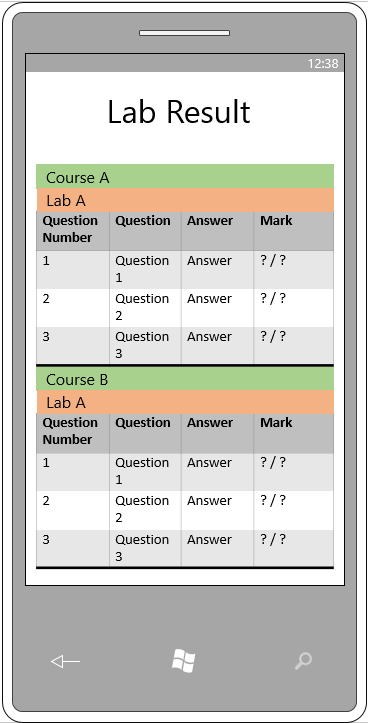 12:38
Lab Result
Course A
Lab A
Question Number Question Answer Mark
1 Question 1 Answer ? / ?
2 Question 2 Answer ? / ?
3 Question 3 Answer ? / ?
Course B
Lab A
Question Number Question Answer Mark
1 Question 1 Answer ? / ?
2 Question 2 Answer ? / ?
3 Question 3 Answer ? / ?